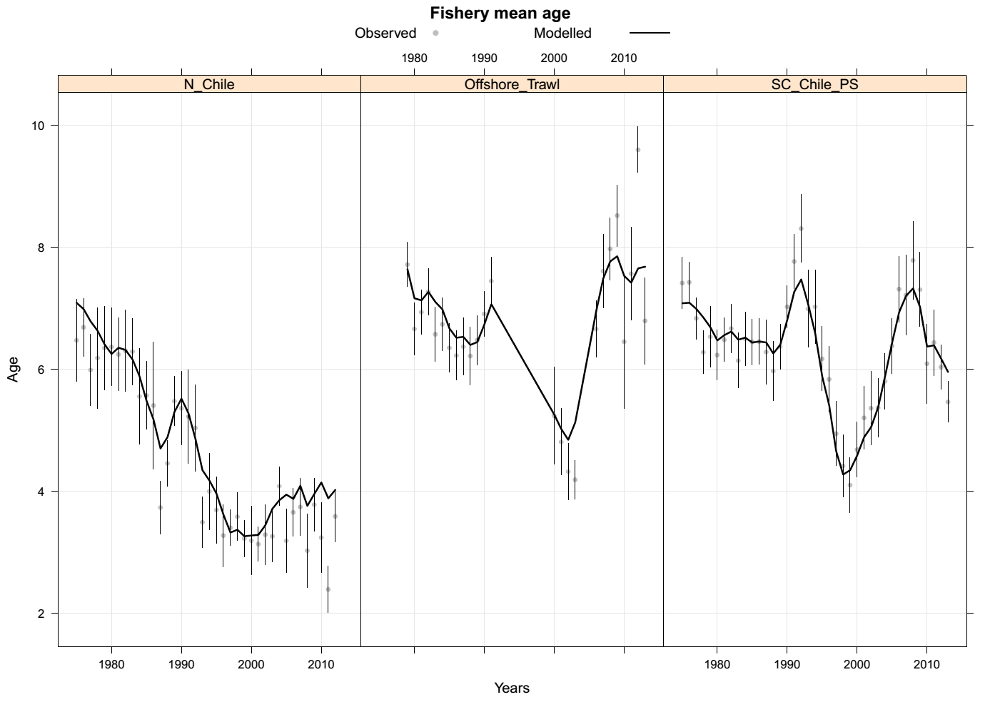 Fishery mean age
Observed Modelled
1980 1990 2000 2010
N_Chile Offshore_Trawl SC_Chile_PS
10
8
6
4
2
Age
1980 1990 2000 2010 1980 1990 2000 2010
Years